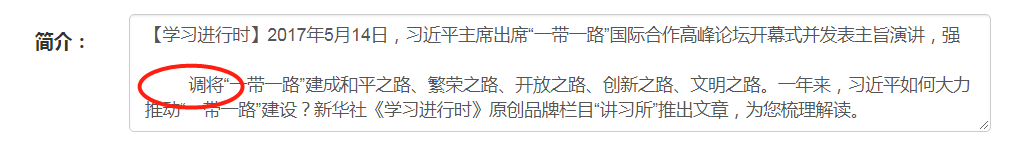 简介：
【学习进行时】2017年5月14日，习近平主席出席“一带一路”国际合作高峰论坛开幕式并发表主旨演讲，强
调将“一带一路”建成和平之路、繁荣之路、开放之路、创新之路、文明之路。一年来，习近平如何大力
推动“一带一路”建设？新华社《学习进行时》原创品牌栏目“讲习所”推出文章，为您梳理解读。